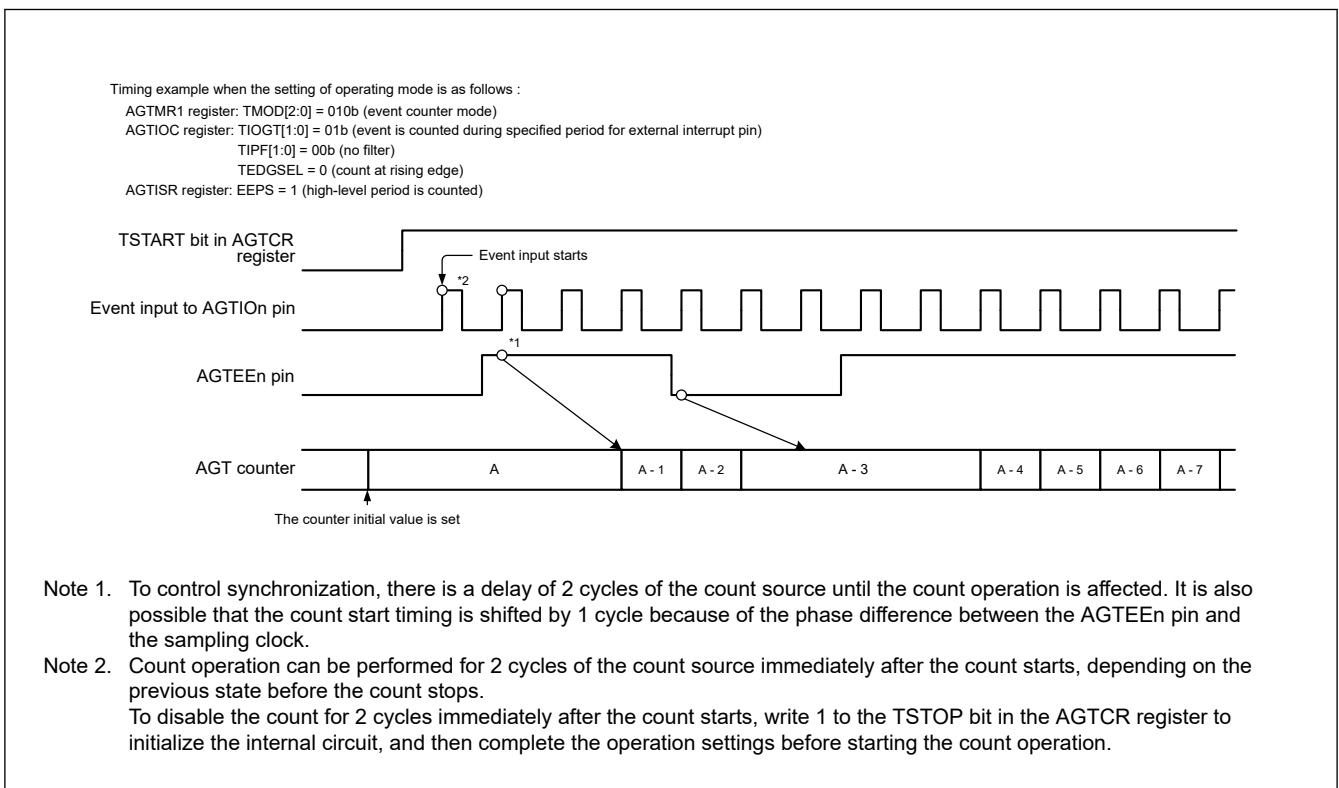 Timing example when the setting of operating mode is as follows :
AGTMR1 register: TMOD[2:0] = 010b (event counter mode)
AGTIOC register: TIOGT[1:0] = 01b (event is counted during specified period for external interrupt pin)
TIPF[1:0] = 00b (no filter)
TEDGSEL = 0 (count at rising edge)
AGTISR register: EEPS = 1 (high-level period is counted)
TSTART bit in AGTCR
register
Event input starts
*2
Event input to AGTIOn pin
*1
AGTEEn pin
AGT counter
A
A - 1
A - 2
A - 3
A - 4
A - 5
A - 6
A - 7
The counter initial value is set
Note 1. To control synchronization, there is a delay of 2 cycles of the count source until the count operation is affected. It is also
possible that the count start timing is shifted by 1 cycle because of the phase difference between the AGTEEn pin and
the sampling clock.
Note 2. Count operation can be performed for 2 cycles of the count source immediately after the count starts, depending on the
previous state before the count stops.
To disable the count for 2 cycles immediately after the count starts, write 1 to the TSTOP bit in the AGTCR register to
initialize the internal circuit, and then complete the operation settings before starting the count operation.